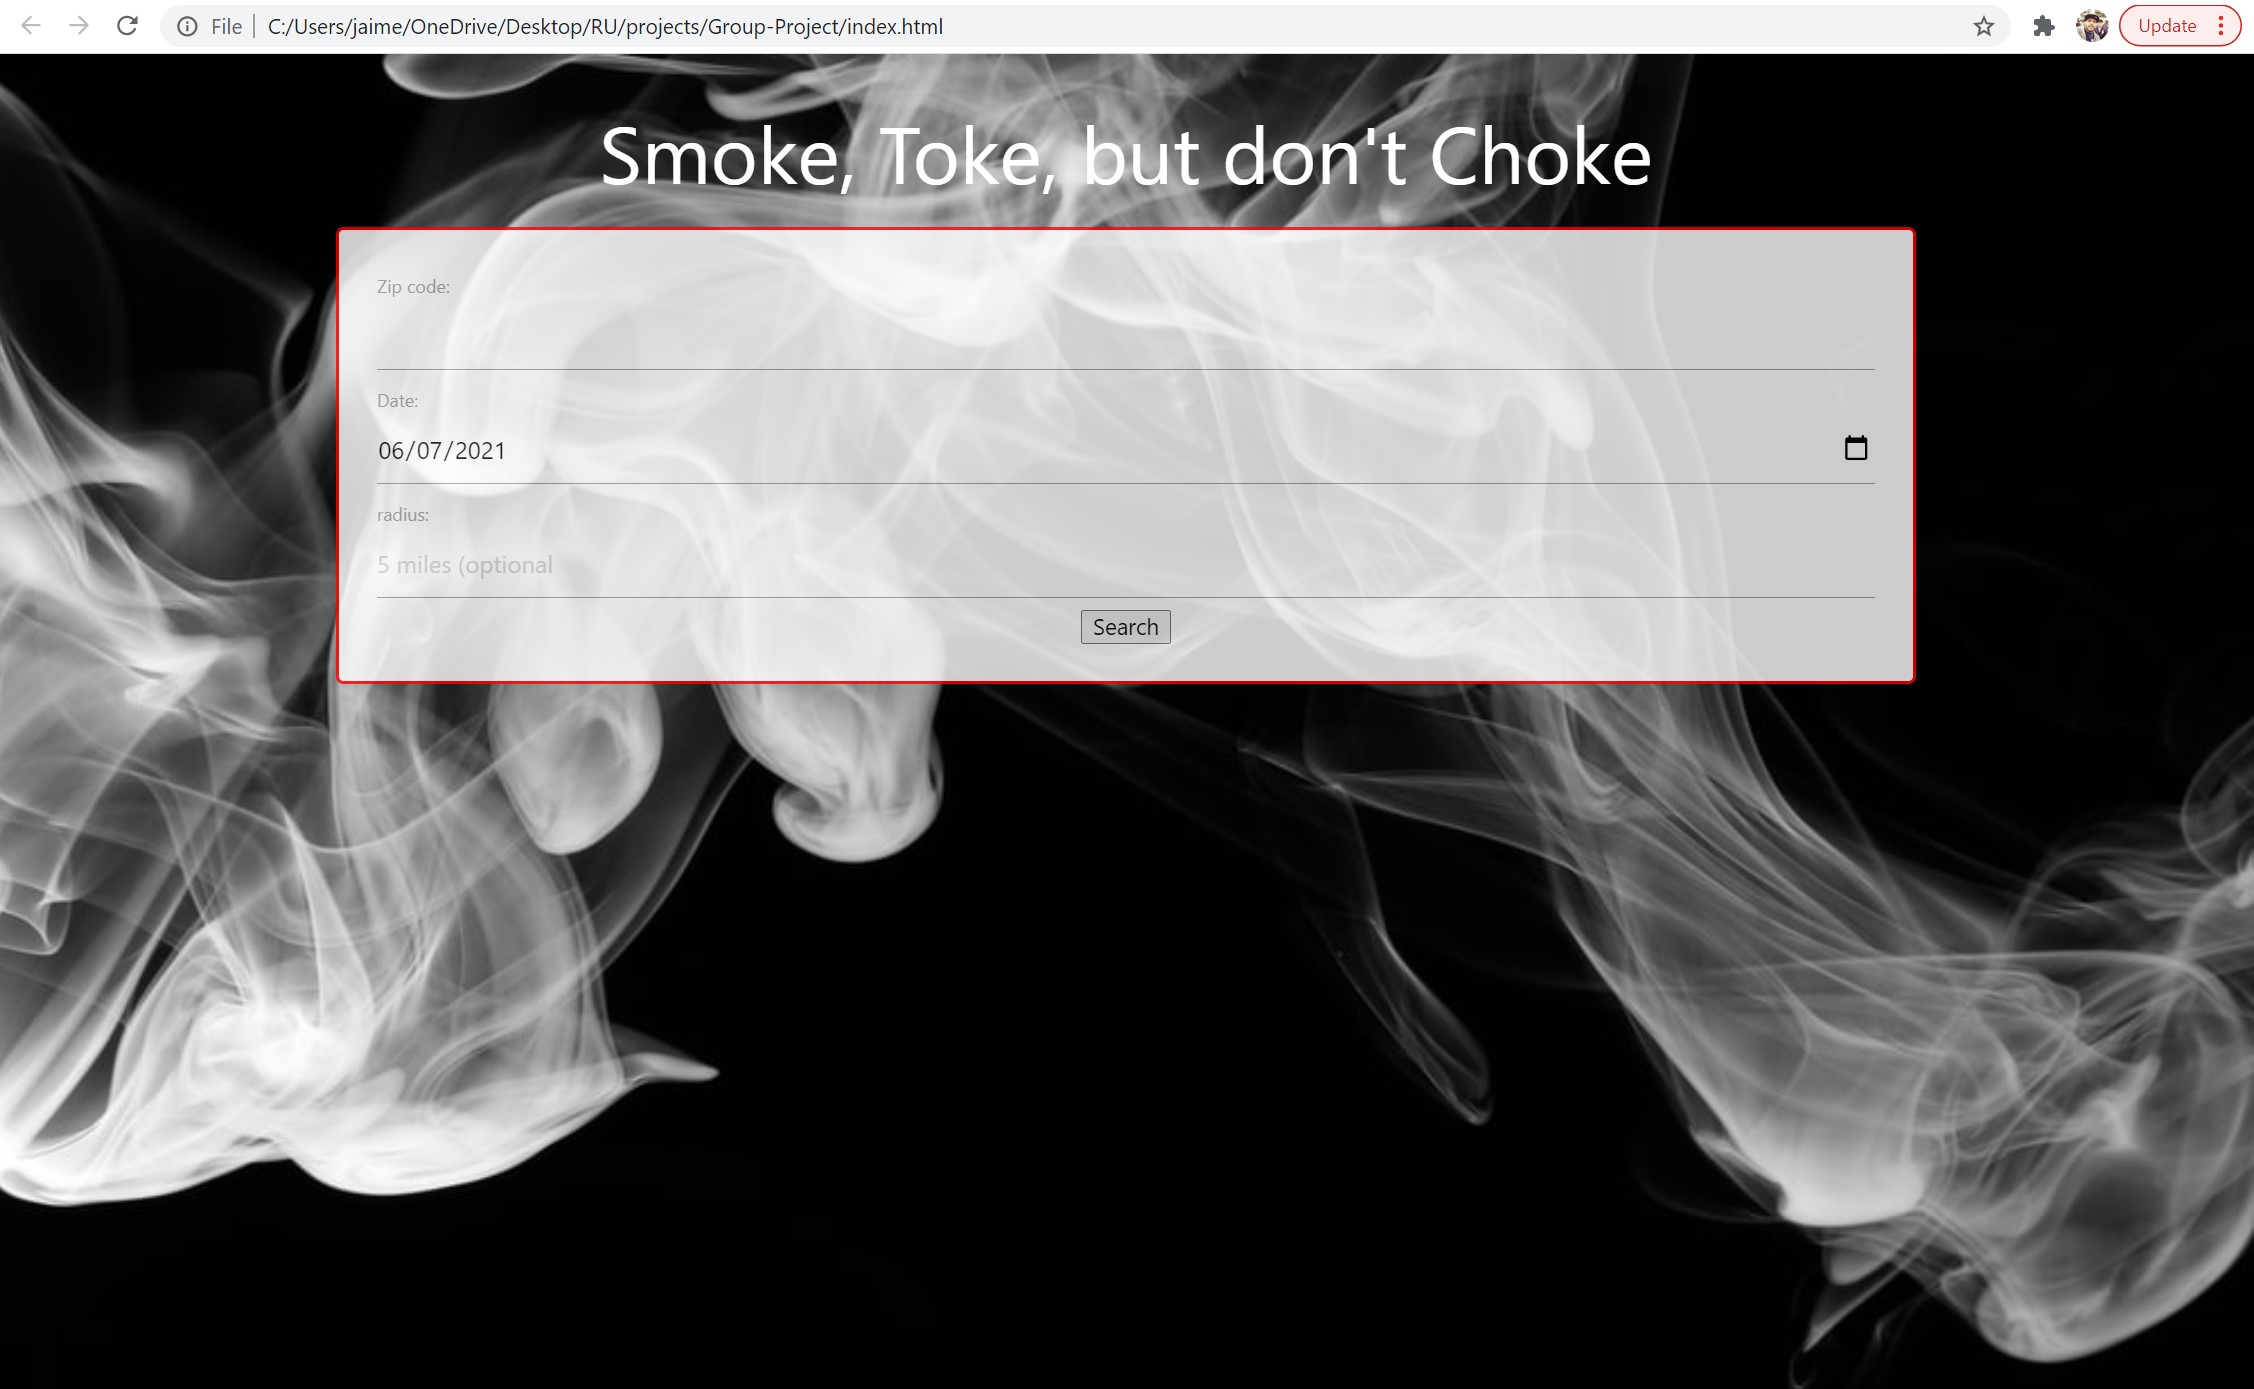 File
C:/Users/jaime/OneDrive/Desktop/RU/projects/Group-Project/index.html
Update
Smoke, Toke, but don't Choke
Zip code:
Date:
06/07/2021
radius:
5 miles (optional
Search